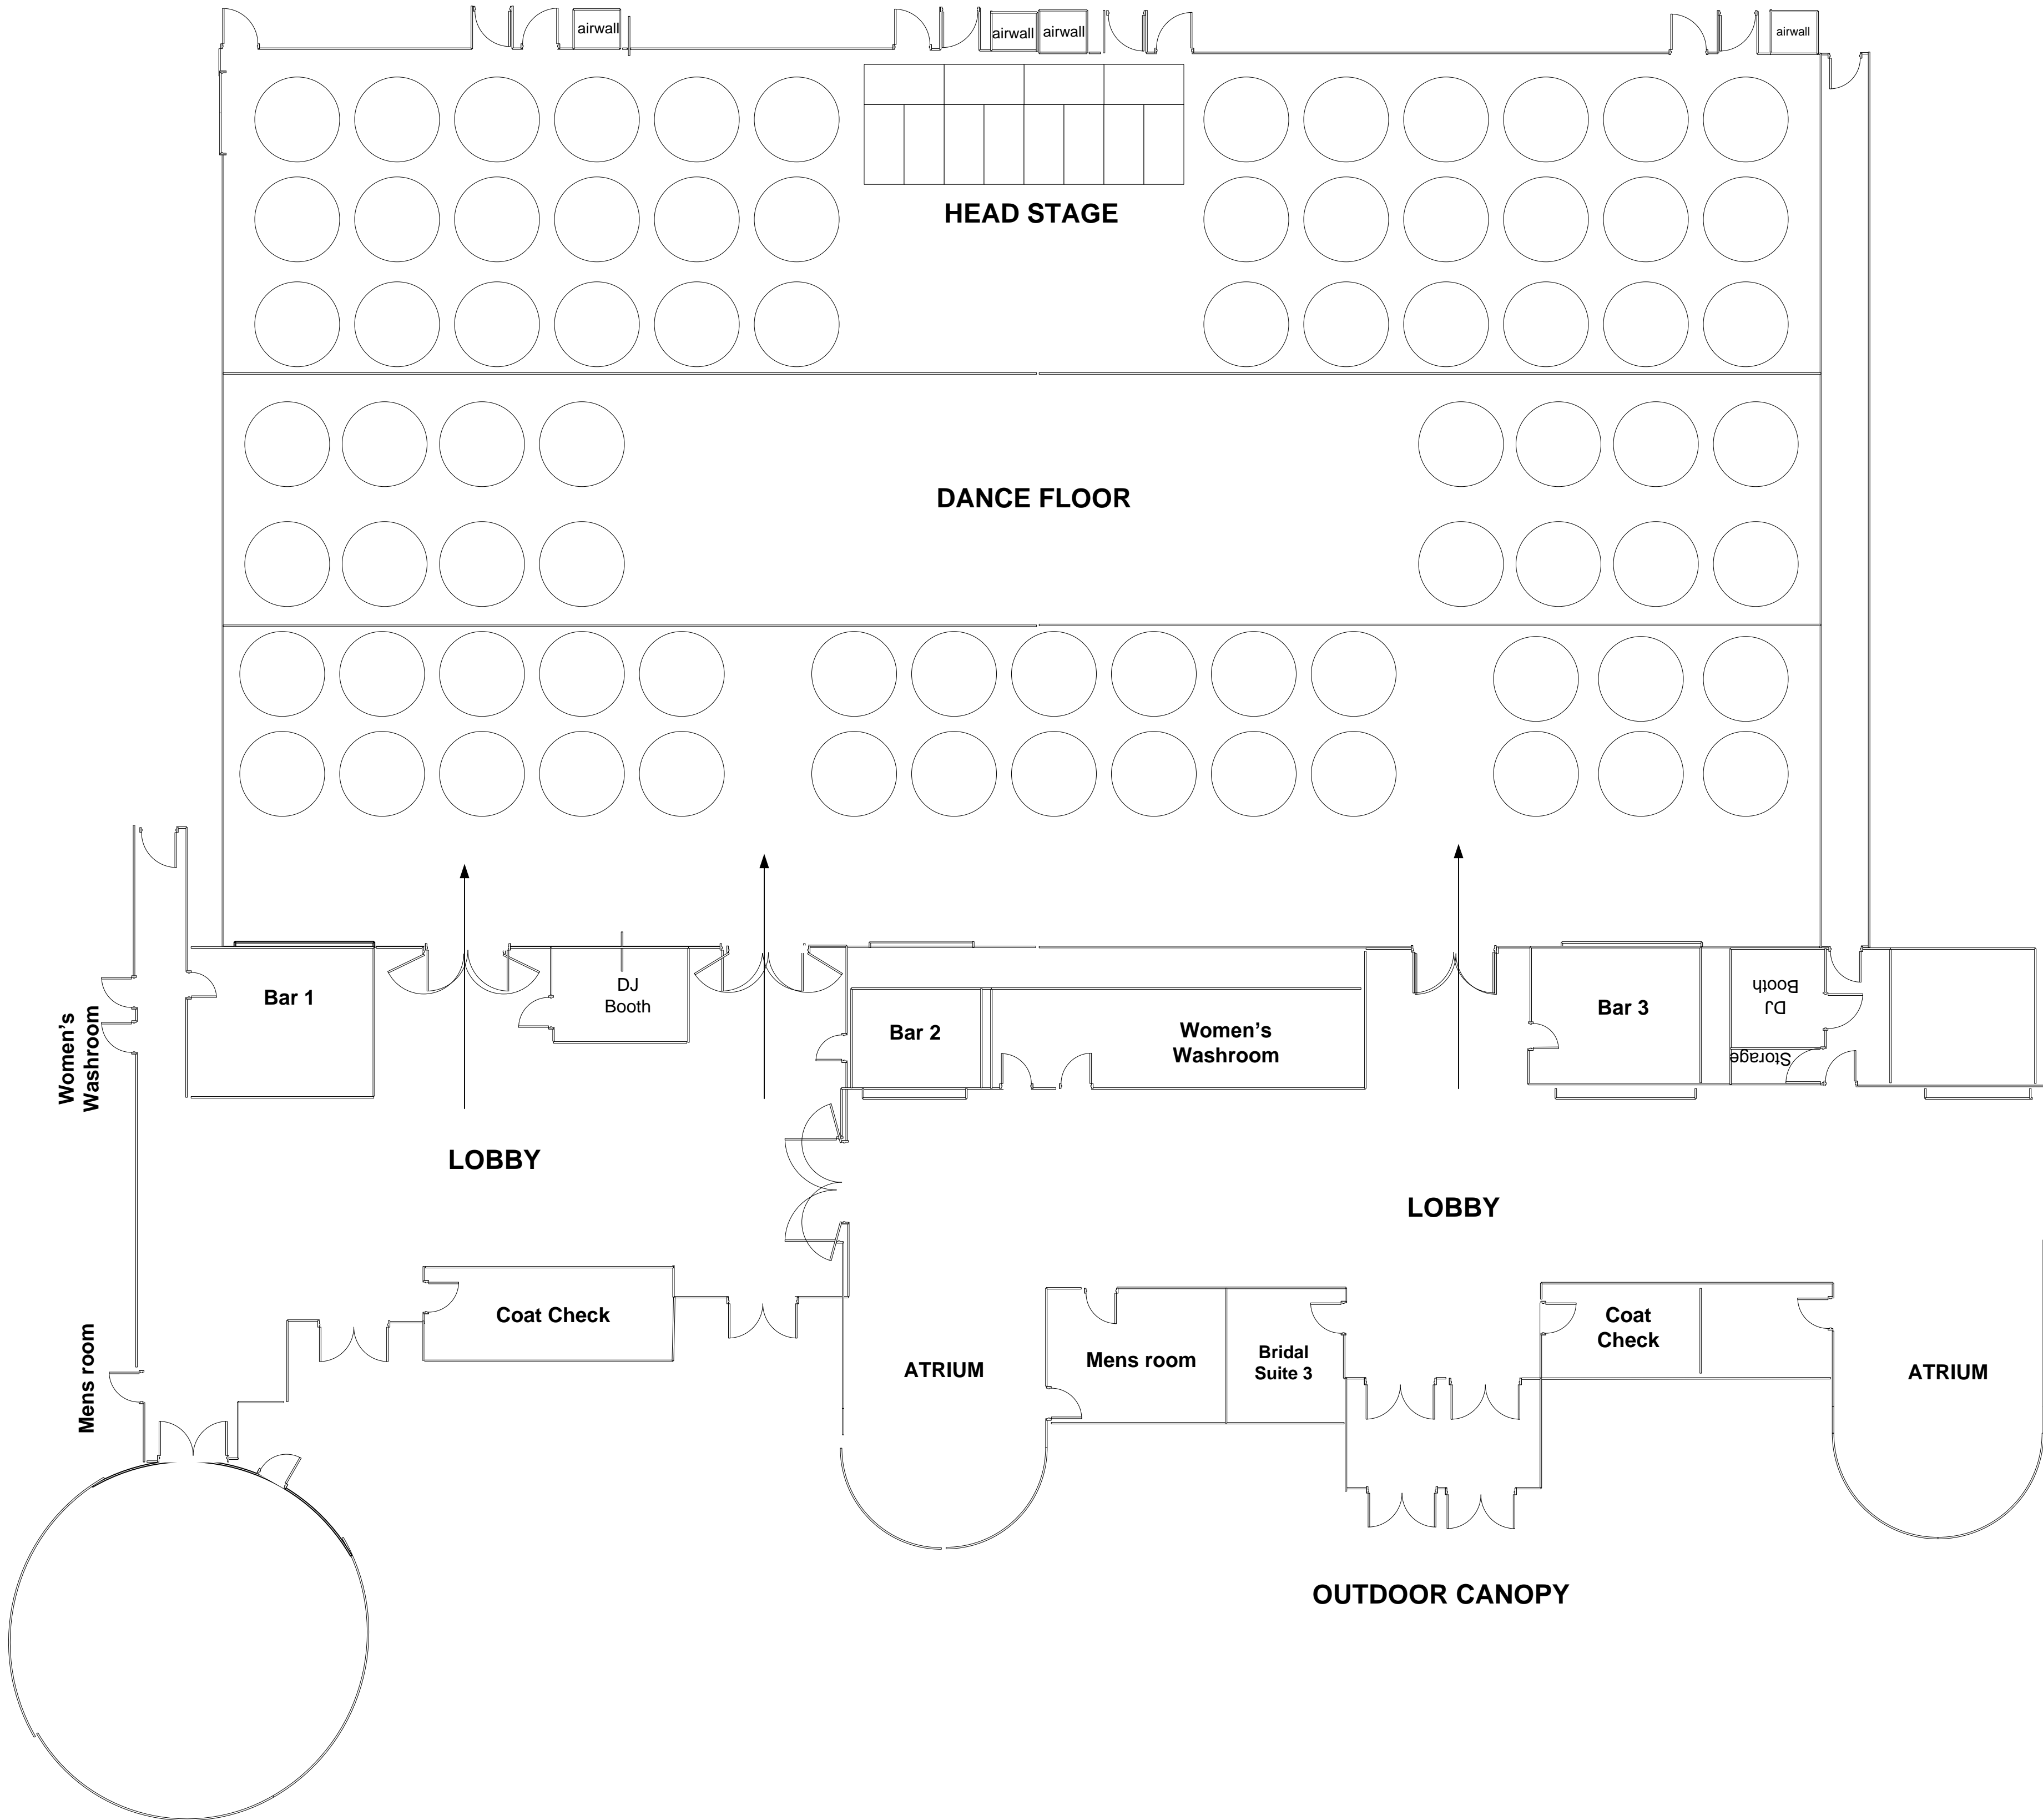 airwall
airwall
airwall
airwall
HEAD STAGE
DANCE FLOOR
Bar 1
DJ
Booth
Bar 2
Women's
Washroom
Bar 3
DJ
Booth
Storage
Women's
Washroom
LOBBY
LOBBY
Coat Check
Mens room
ATRIUM
Mens room
Bridal
Suite 3
Coat
Check
ATRIUM
OUTDOOR CANOPY